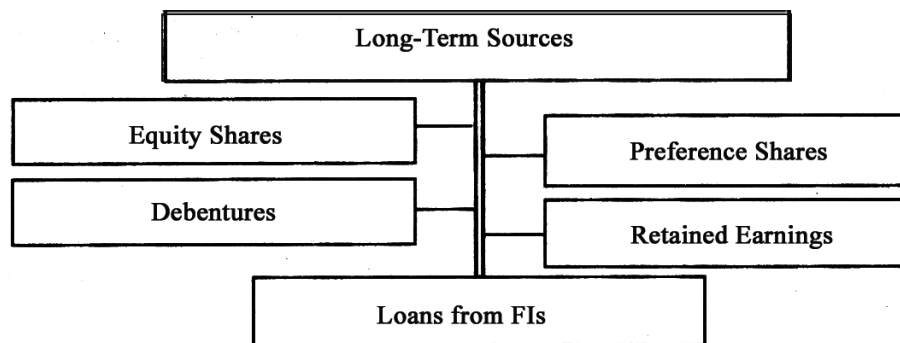 Long-Term Sources
Equity Shares
Preference Shares
Debentures
Retained Earnings
Loans from FIs